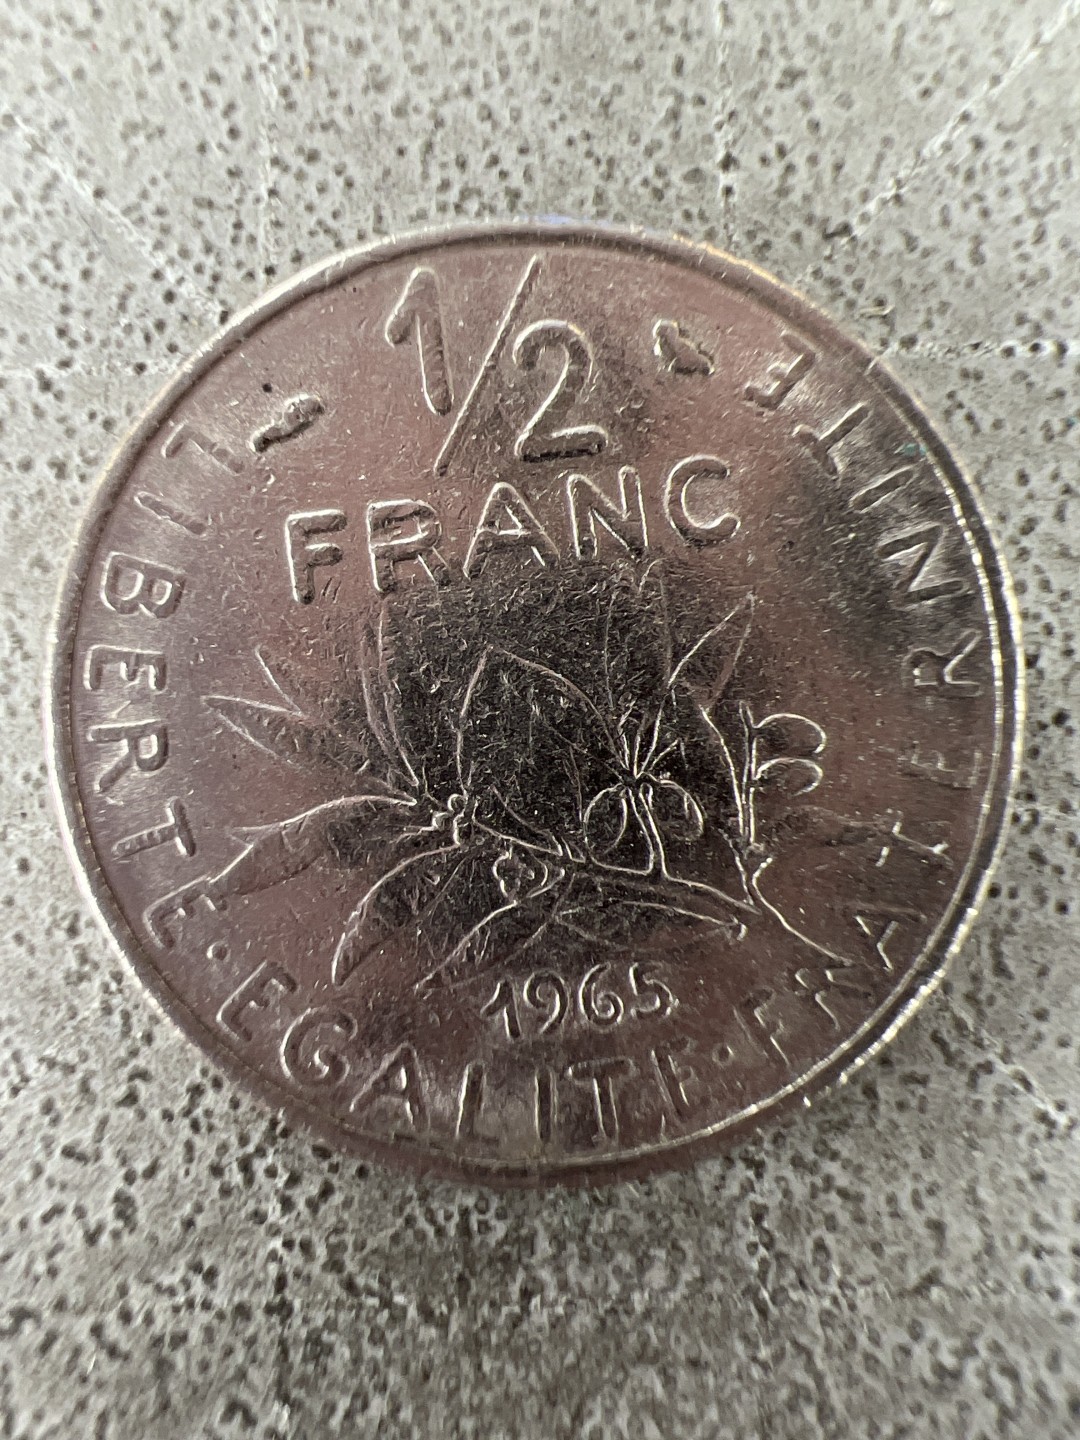 1/2
FRANC
1965
LIBERTE · EGALITE · FRATERNITE